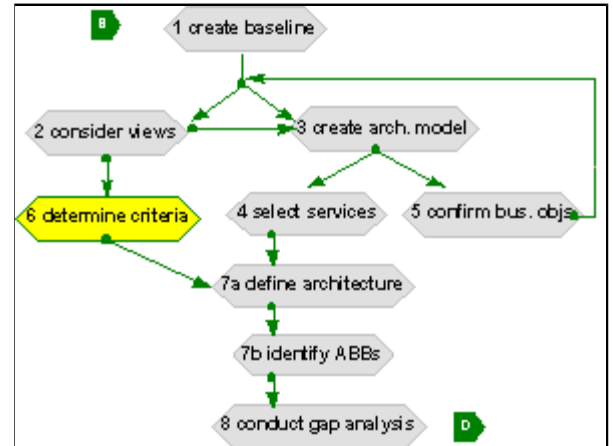 B
1 create baseline
2 consider views
3 create arch. model
6 determine criteria
4 select services
5 confirm bus. objs
7a define architecture
7b identify ABBs
8 conduct gap analysis
D